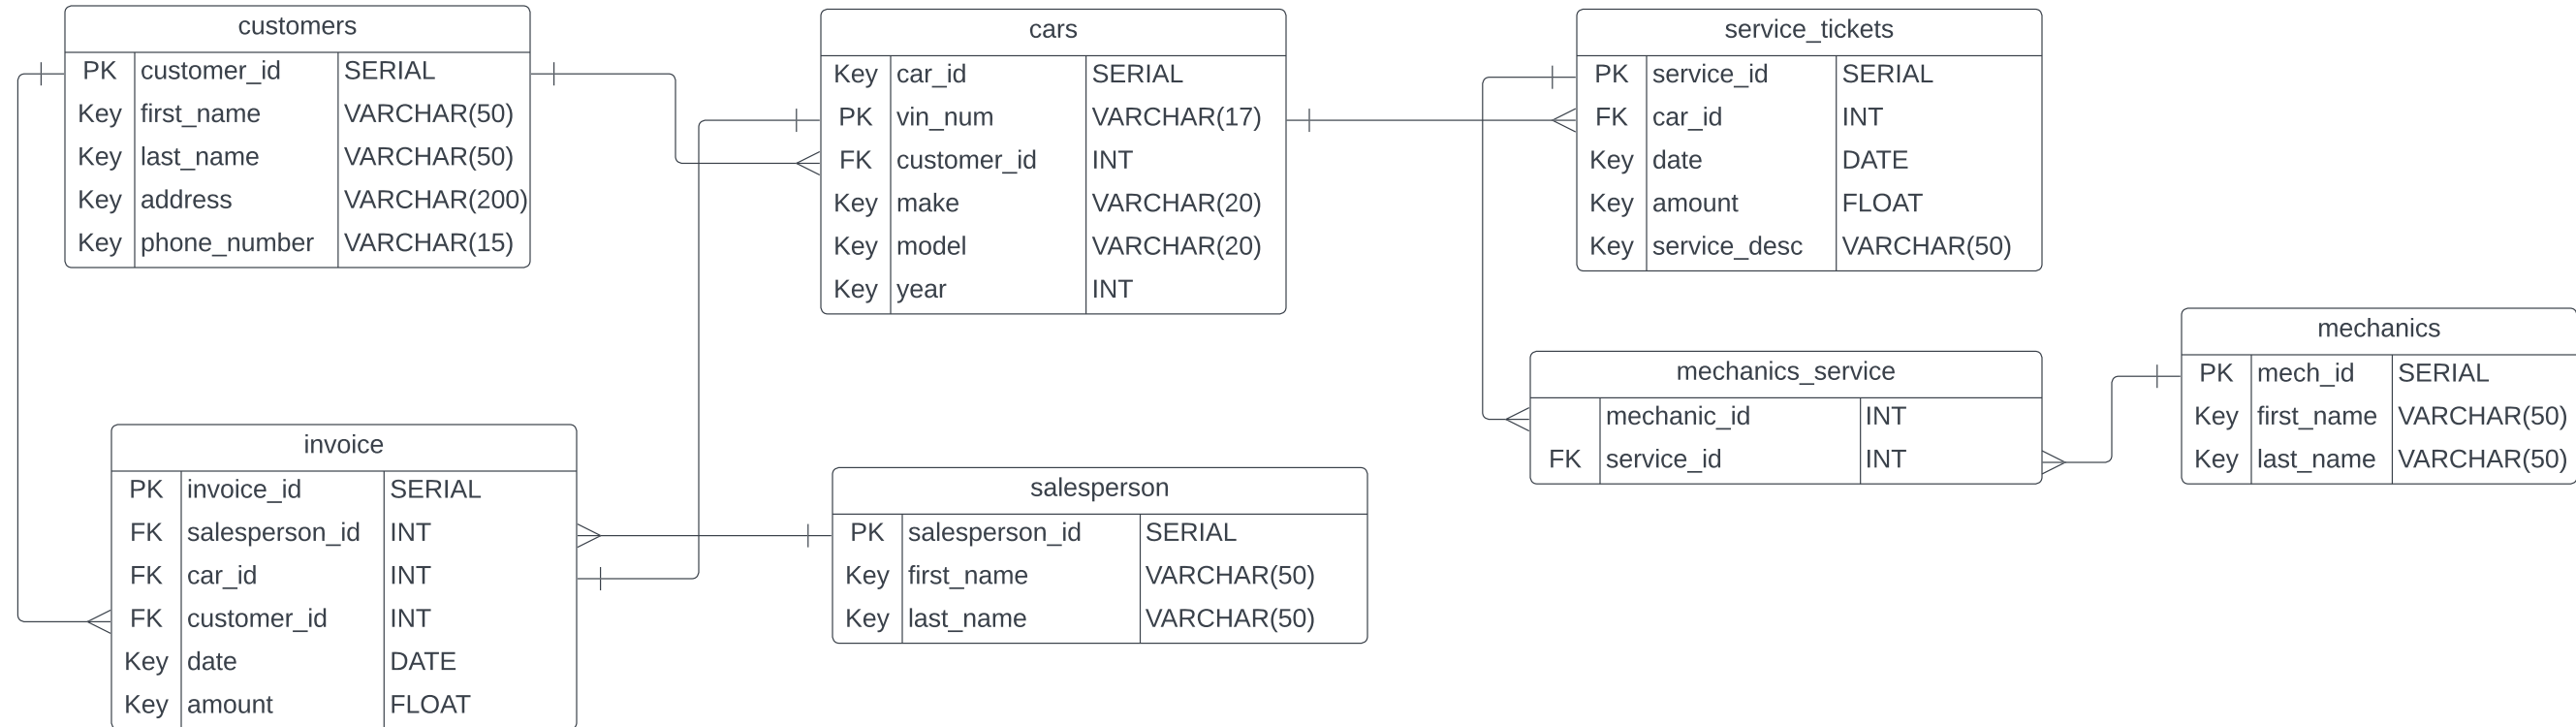 customers
PK customer_id SERIAL
Key first_name VARCHAR(50)
Key last_name VARCHAR(50)
Key address VARCHAR(200)
Key phone_number VARCHAR(15)
cars
Key car_id SERIAL
PK vin_num VARCHAR(17)
FK customer_id INT
Key make VARCHAR(20)
Key model VARCHAR(20)
Key year INT
service_tickets
PK service_id SERIAL
FK car_id INT
Key date DATE
Key amount FLOAT
Key service_desc VARCHAR(50)
mechanics
PK mech_id SERIAL
Key first_name VARCHAR(50)
Key last_name VARCHAR(50)
mechanics_service
mechanic_id INT
FK service_id INT
invoice
PK invoice_id SERIAL
FK salesperson_id INT
FK car_id INT
FK customer_id INT
Key date DATE
Key amount FLOAT
salesperson
PK salesperson_id SERIAL
Key first_name VARCHAR(50)
Key last_name VARCHAR(50)